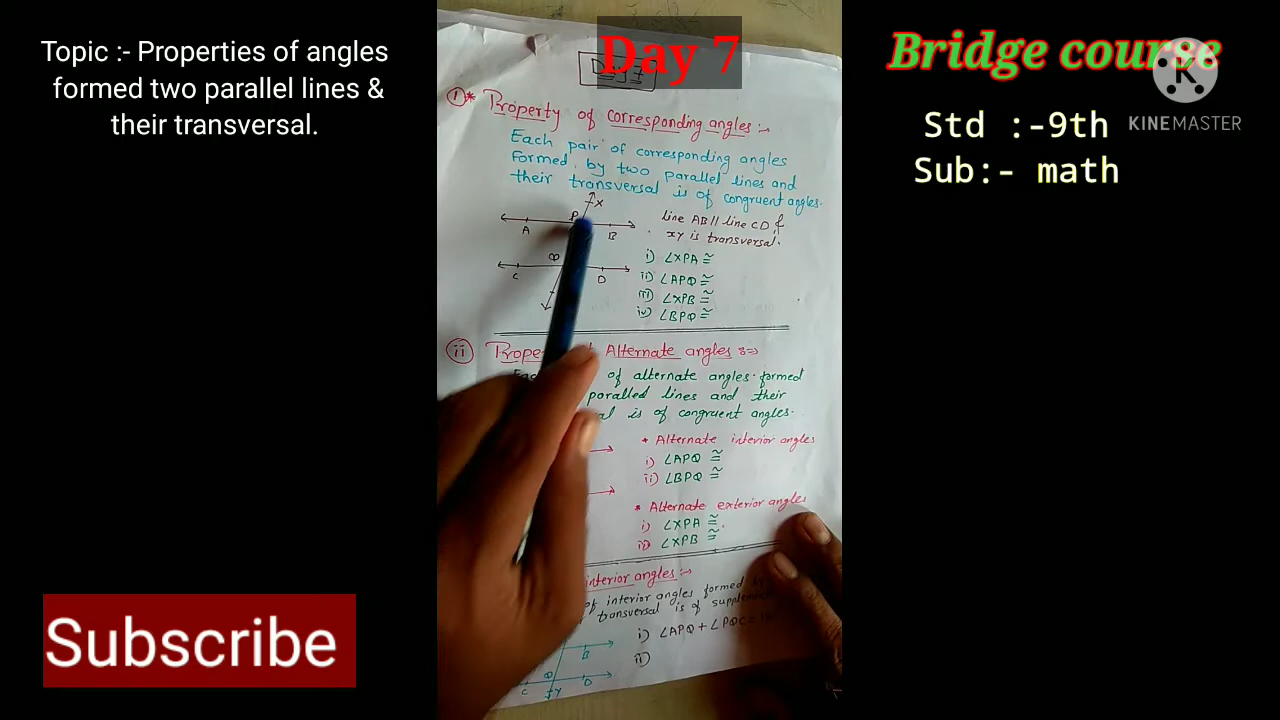 Topic :- Properties of angles
formed two parallel lines &
their transversal.
Day 7
Bridge course
Std :-9th
Sub:- math
K
KINEMASTER
Subscribe
① * Property of corresponding angles :→
Each pair of corresponding angles
formed by two parallel lines and
their transversal is of congruent angles.
X
P
A
B
Q
C
D
line AB // line CD &
XY is transversal.
i) ∠XPA ≅
ii) ∠APQ ≅
iii) ∠XPB ≅
iv) ∠BPQ ≅
ii Alternate angles :⇒
of alternate angles formed
paralled lines and their
is of congruent angles.
* Alternate interior angles
i) ∠APQ ≅
ii) ∠BPQ ≅
* Alternate exterior angles
i) ∠XPA ≅
ii) ∠XPB ≅
interior angles :→
of interior angles formed
transversal is of
i) ∠APQ + ∠PQC =
ii)
B
Q
C
D
Y